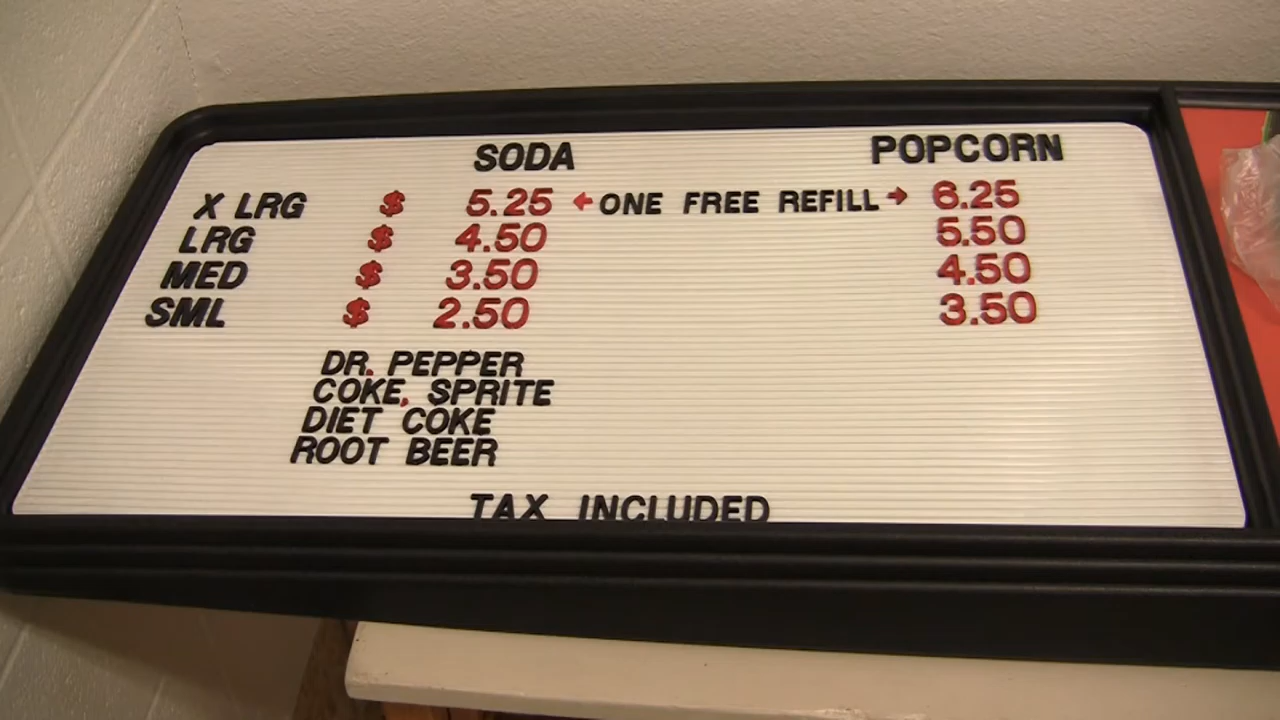 SODA POPCORN
X LRG $ 5.25 ←ONE FREE REFILL→ 6.25
LRG $ 4.50 5.50
MED $ 3.50 4.50
SML $ 2.50 3.50
DR. PEPPER
COKE, SPRITE
DIET COKE
ROOT BEER
TAX INCLUDED